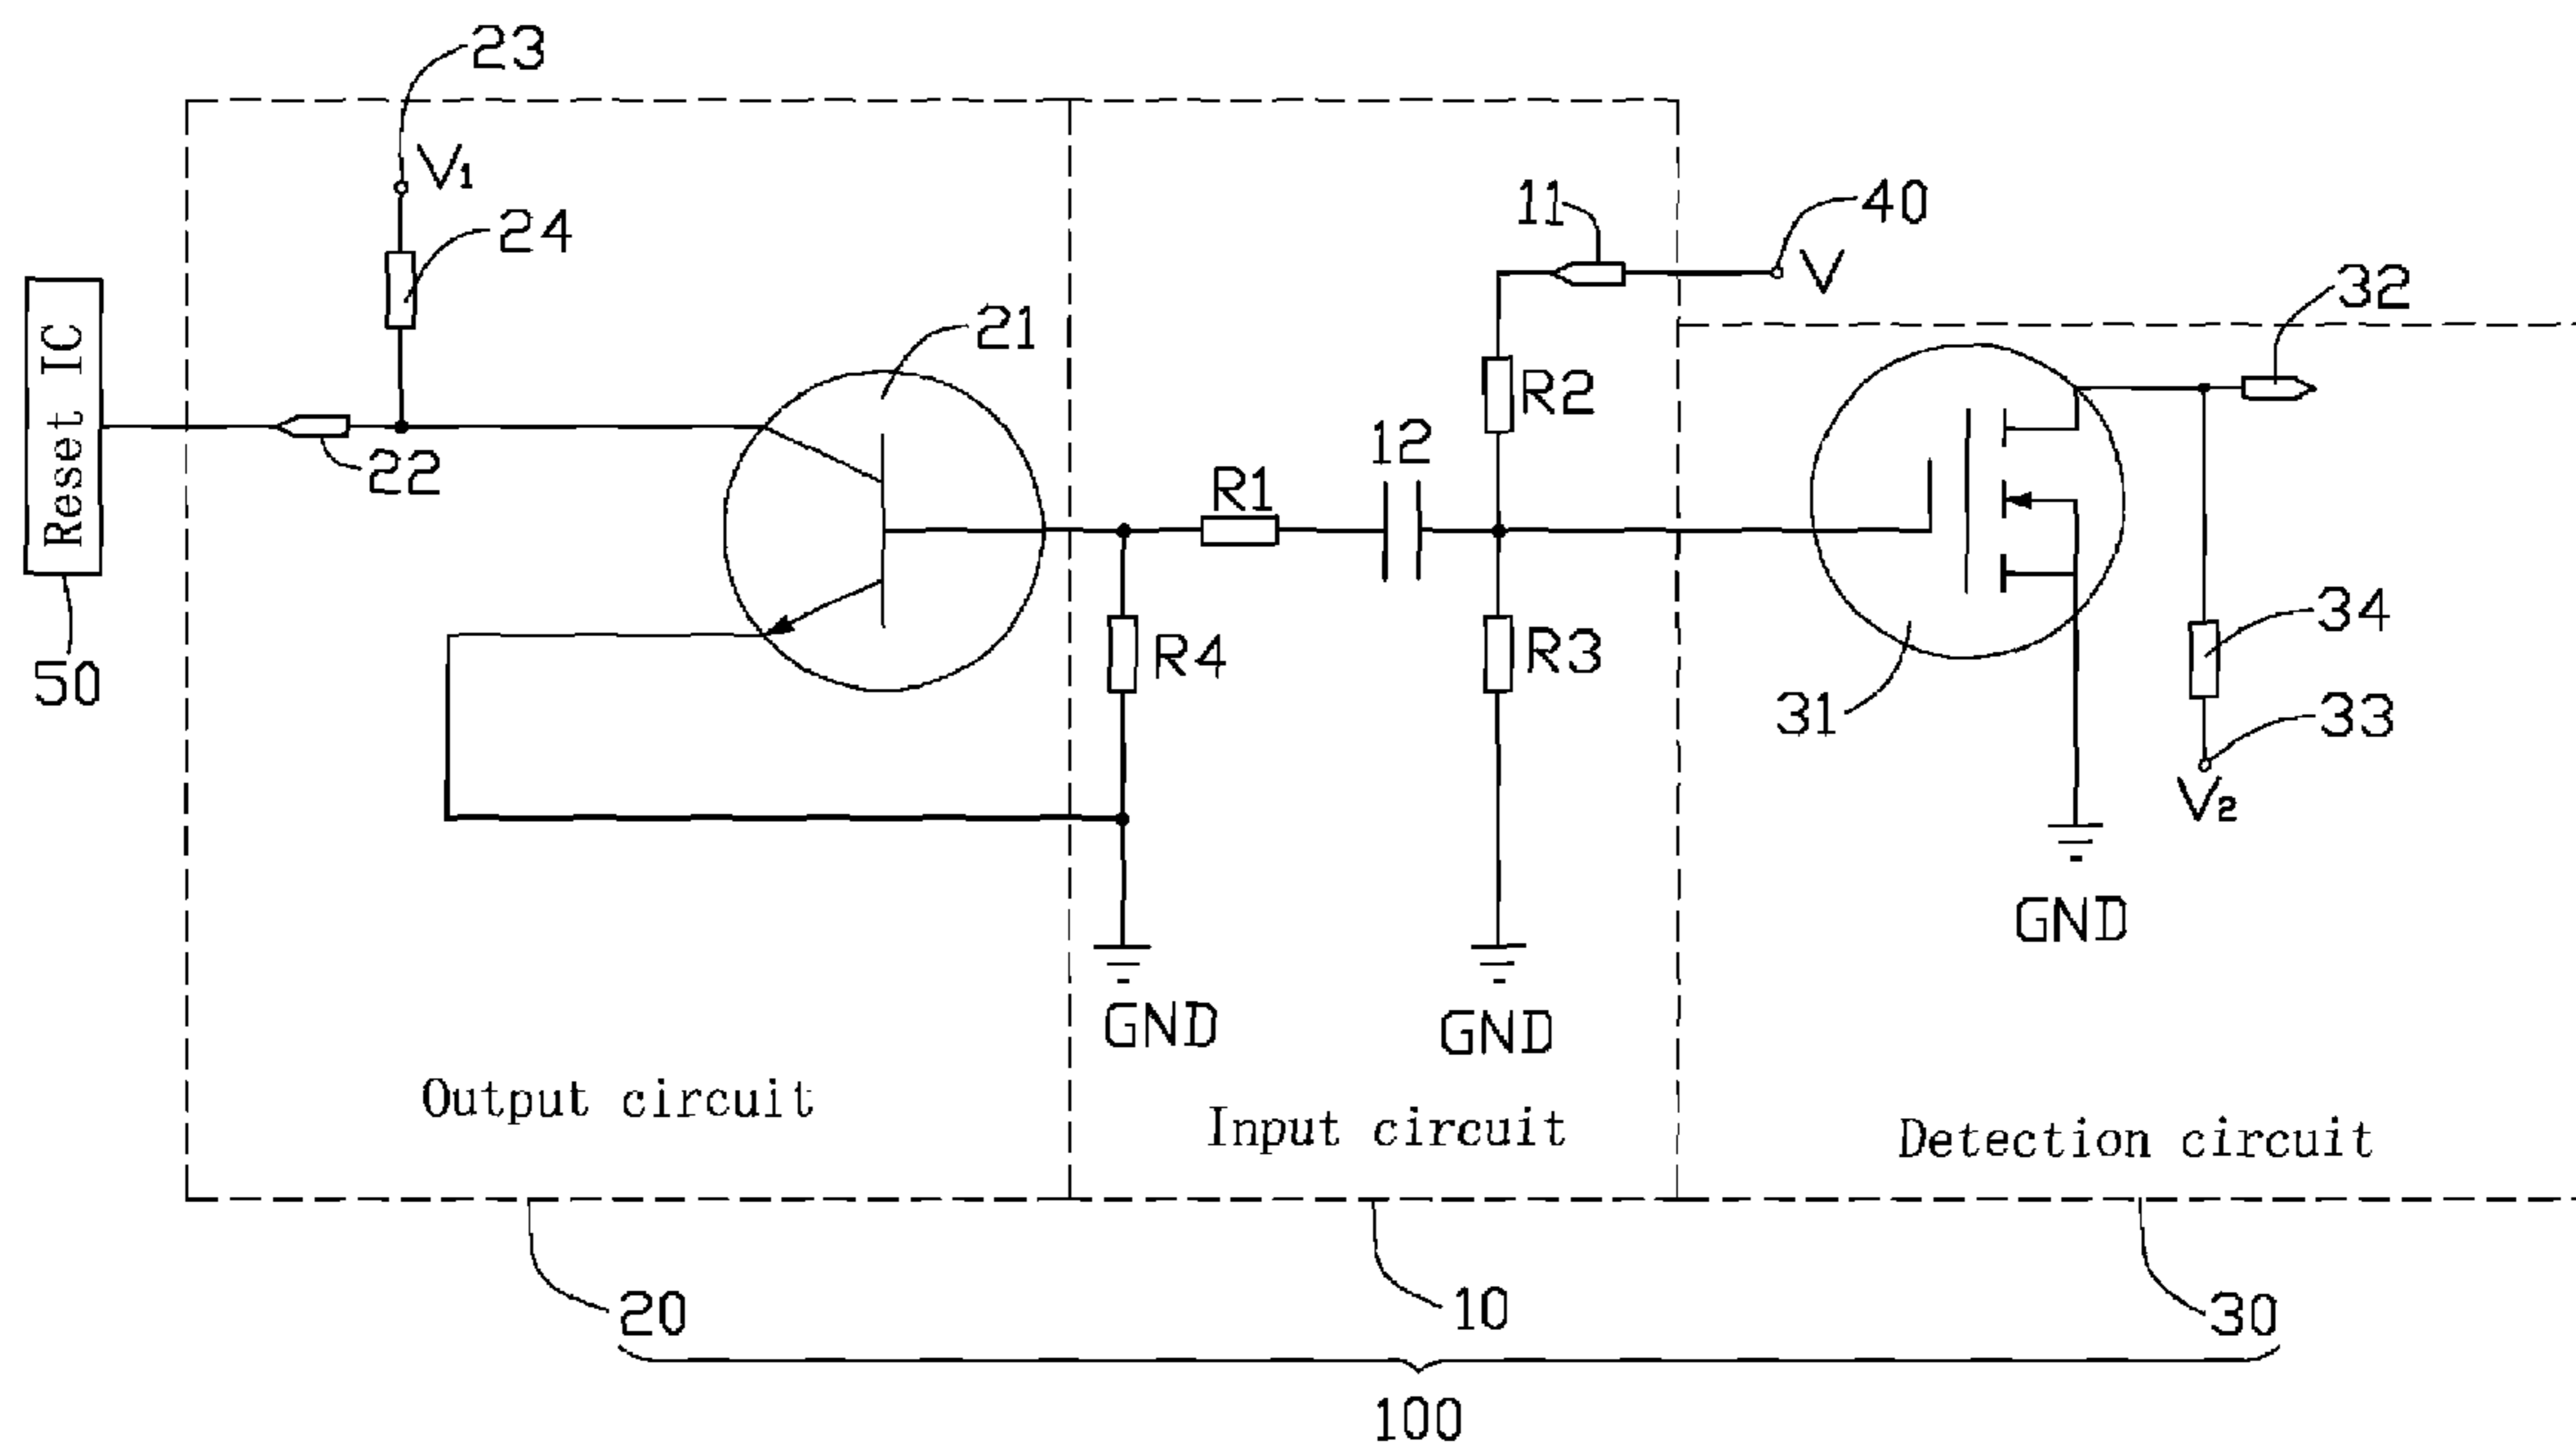 23
V1
24
11
40
V
32
21
Reset IC
22
R2
12
R1
50
R4
R3
31
34
33
V2
GND
GND
GND
Output circuit
Input circuit
Detection circuit
20
10
30
100